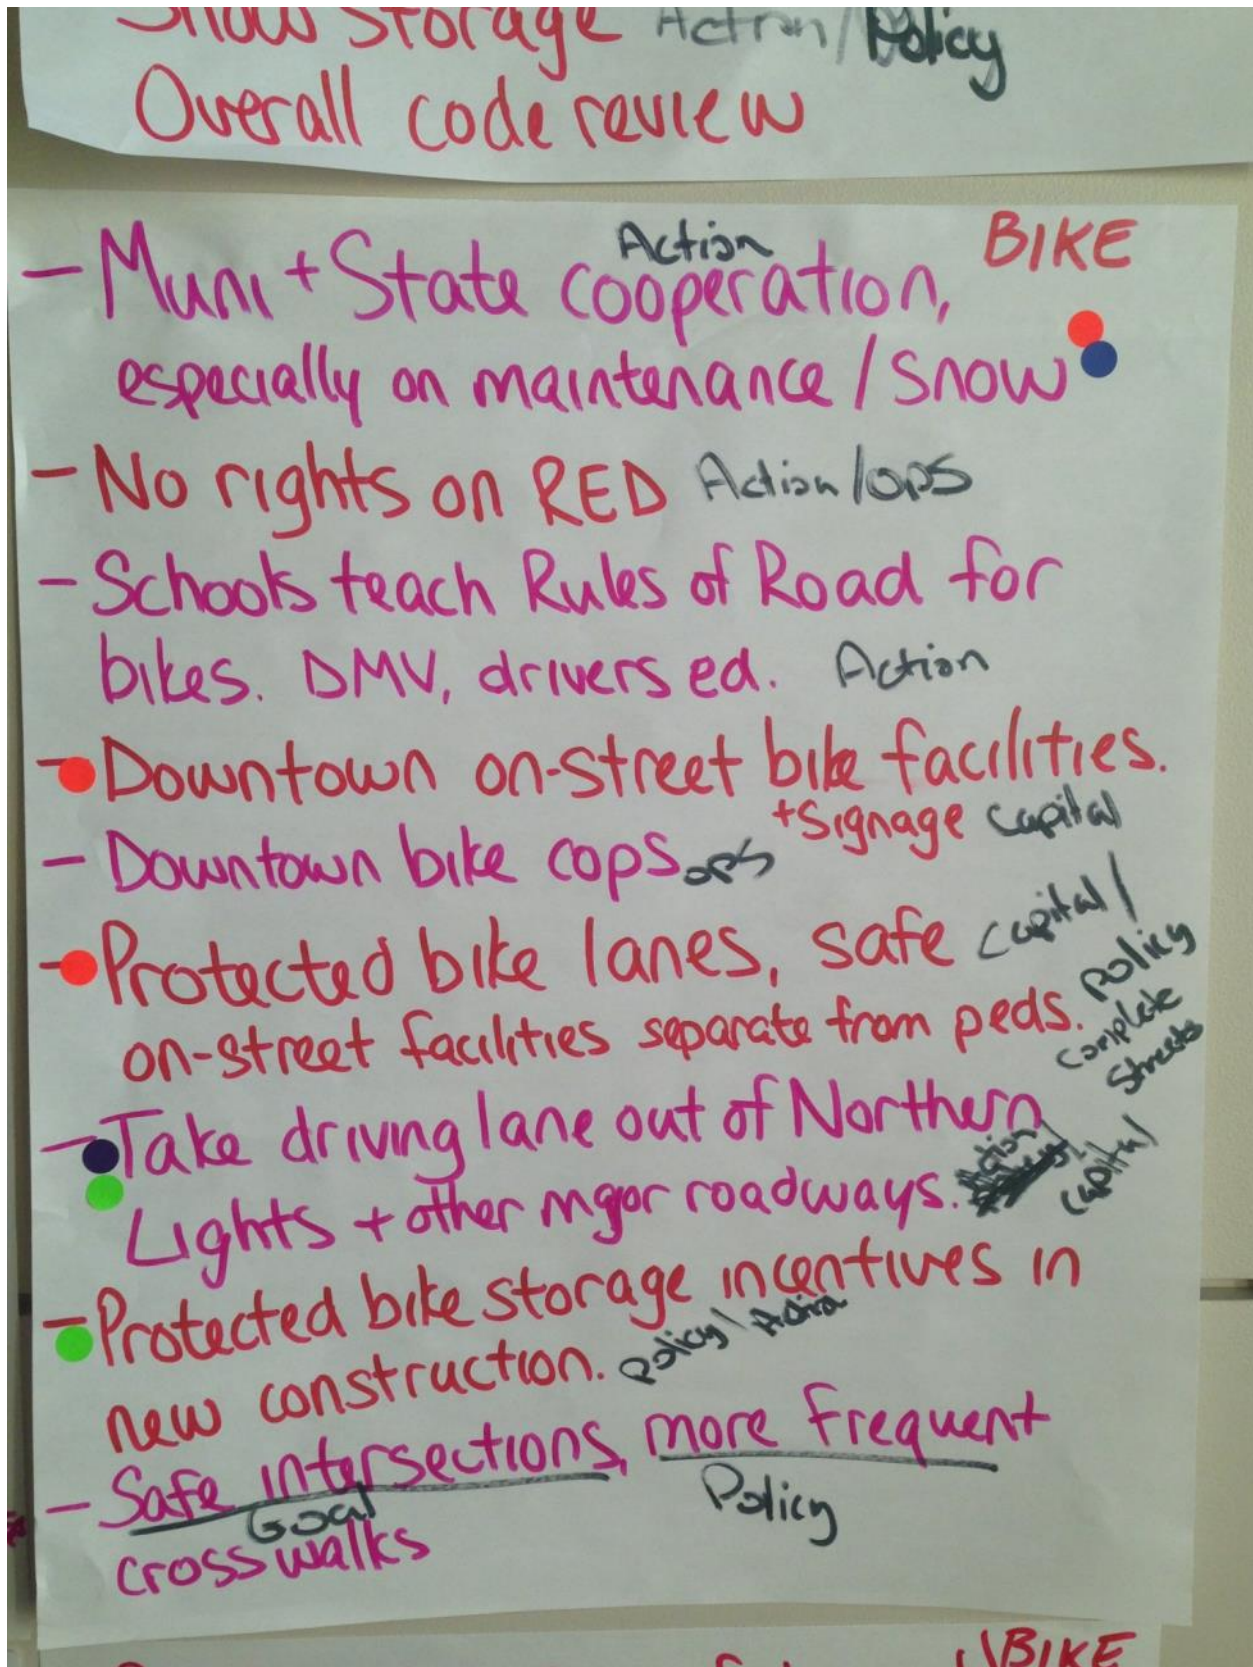 Snow storage Action/Policy
Overall code review
BIKE
Action
- Muni + State cooperation,
especially on maintenance / Snow
- No rights on RED Action/ops
- Schools teach Rules of Road for
bikes. DMV, drivers ed. Action
- Downtown on-street bike facilities.
+ Signage Capital
- Downtown bike cops ops
- Protected bike lanes, safe Capital/
Policy
on-street facilities separate from peds.
complete
streets
- Take driving lane out of Northern
Lights + other major roadways.
Capital
- Protected bike storage incentives in
new construction. policy \ Action
- Safe intersections, more frequent
Goal Policy
crosswalks
BIKE